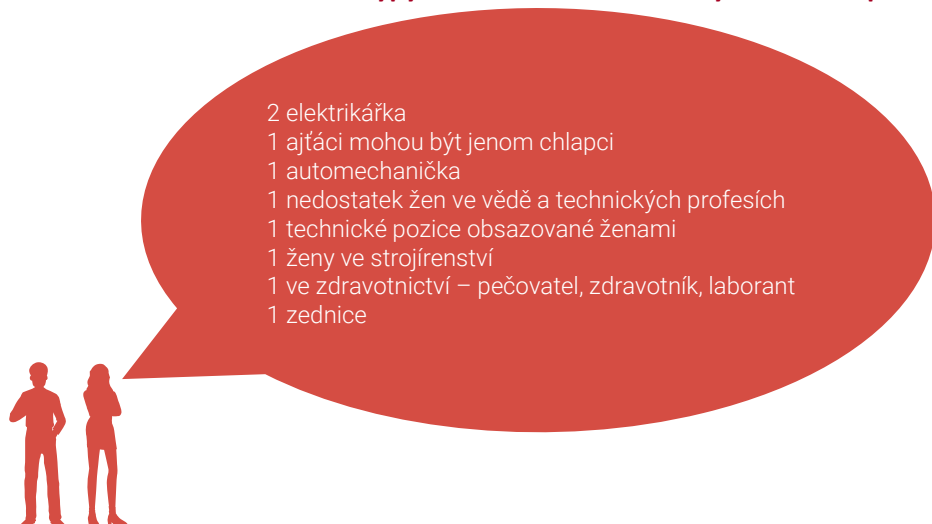 2 elektrikářka
1 ajťáci mohou být jenom chlapci
1 automechanička
1 nedostatek žen ve vědě a technických profesích
1 technické pozice obsazované ženami
1 ženy ve strojírenství
1 ve zdravotnictví – pečovatel, zdravotník, laborant
1 zednice